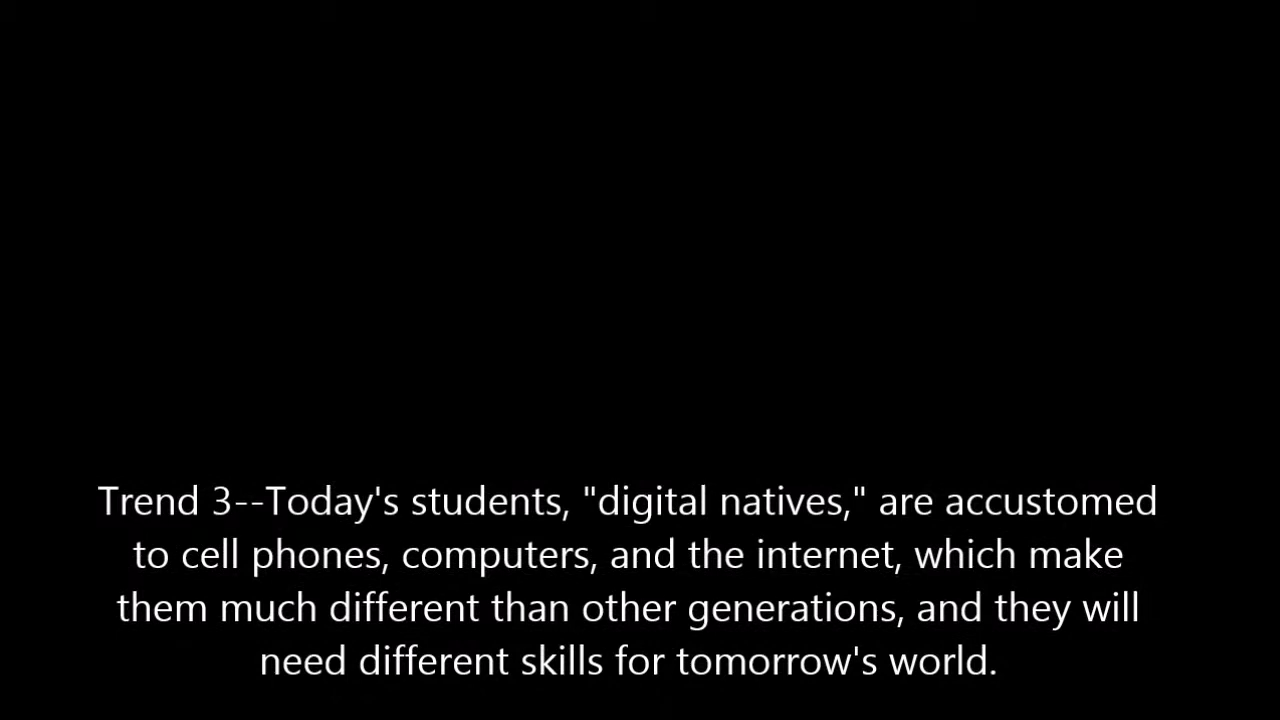 Trend 3--Today's students, "digital natives," are accustomed
to cell phones, computers, and the internet, which make
them much different than other generations, and they will
need different skills for tomorrow's world.